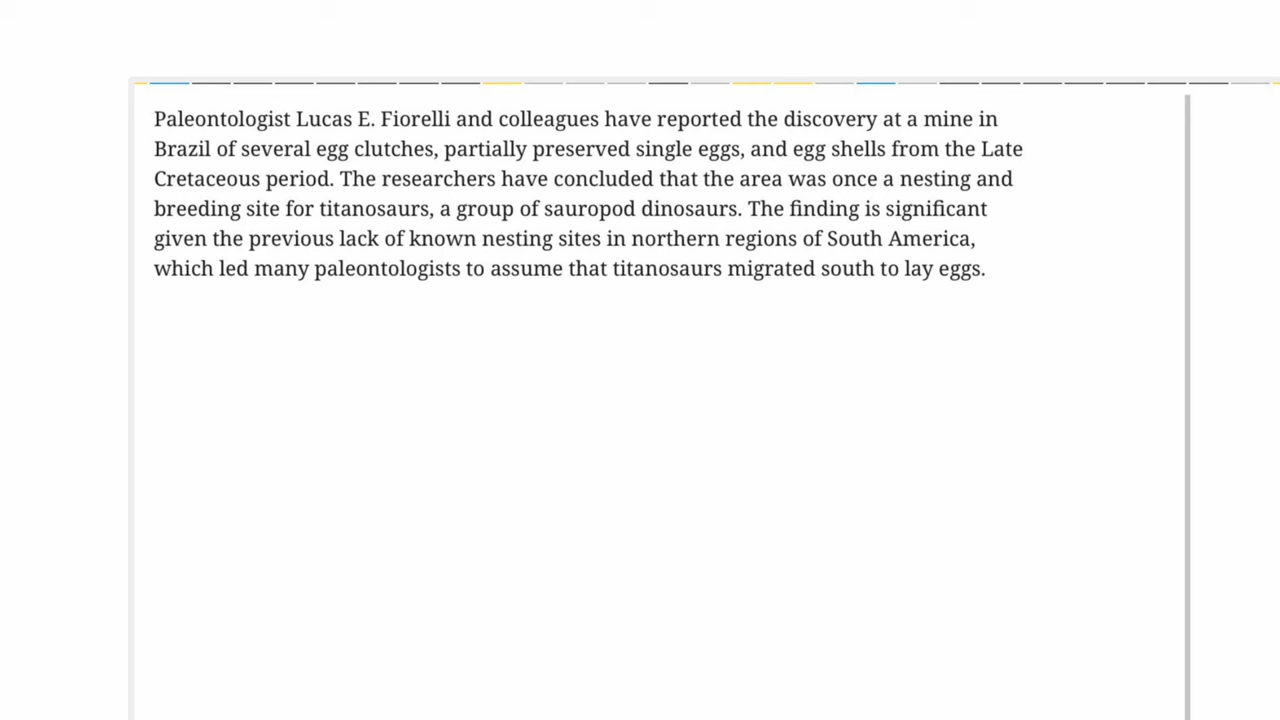 Paleontologist Lucas E. Fiorelli and colleagues have reported the discovery at a mine in
Brazil of several egg clutches, partially preserved single eggs, and egg shells from the Late
Cretaceous period. The researchers have concluded that the area was once a nesting and
breeding site for titanosaurs, a group of sauropod dinosaurs. The finding is significant
given the previous lack of known nesting sites in northern regions of South America,
which led many paleontologists to assume that titanosaurs migrated south to lay eggs.